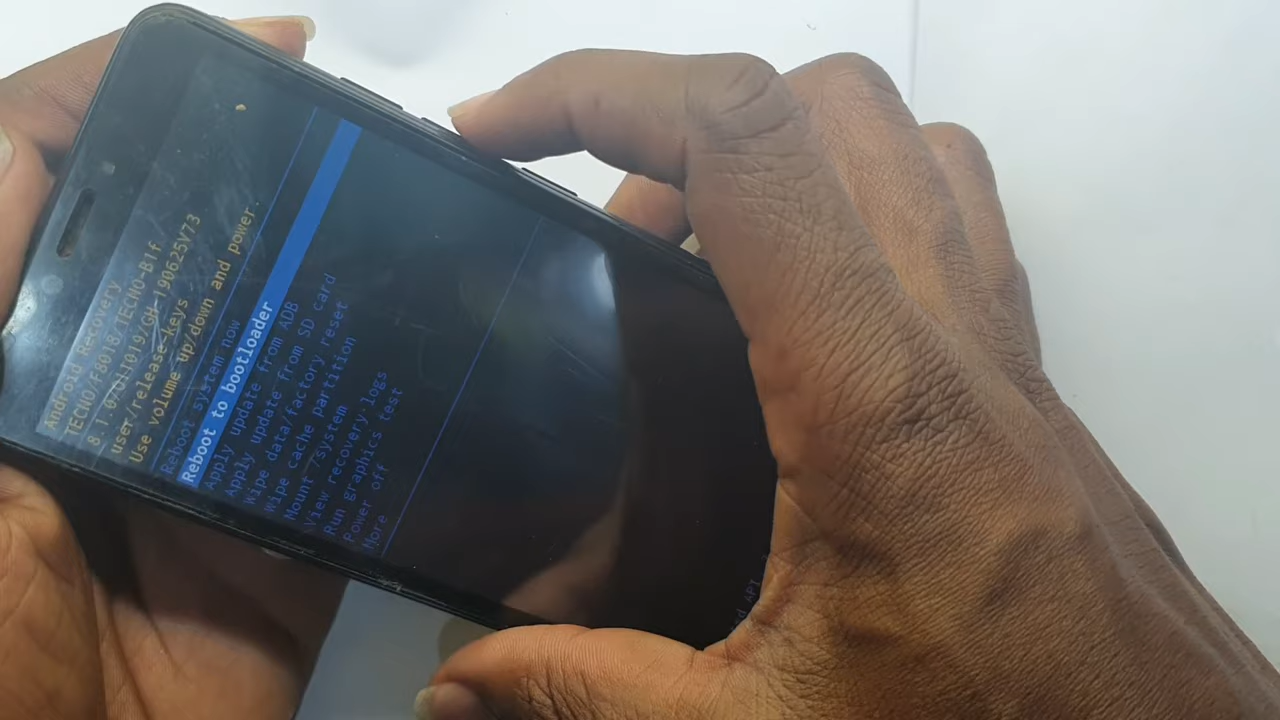 Android Recovery
TECNO/F8018/TECNO-B1f
8.1.0/O11019/GH-190625V73
user/release-keys
Use volume up/down and power.
Reboot system now
Reboot to bootloader
Apply update from ADB
Apply update from SD card
Wipe data/factory reset
Wipe cache partition
Mount /system
View recovery logs
Run graphics test
Power off
More
API